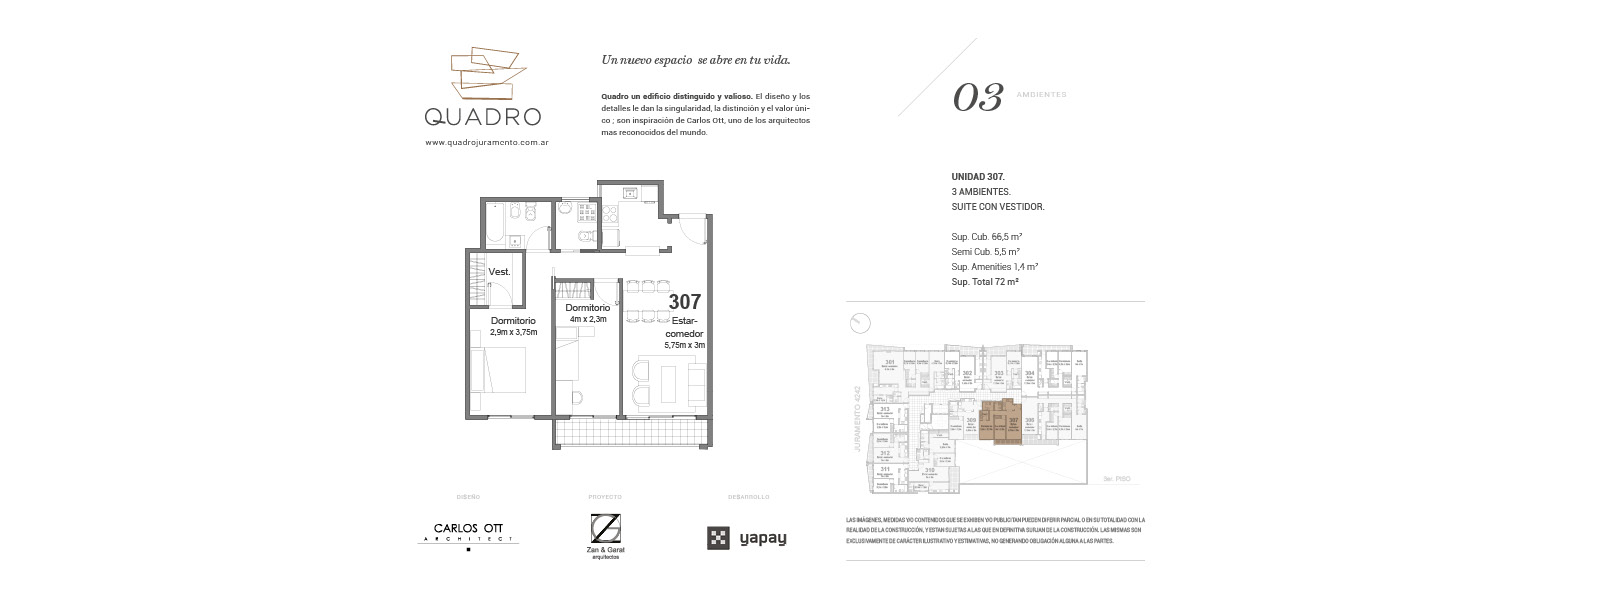 QUADRO
www.quadrojuramento.com.ar
Un nuevo espacio se abre en tu vida.
Quadro un edificio distinguido y valioso. El diseño y los
detalles le dan la singularidad, la distinción y el valor úni-
co ; son inspiración de Carlos Ott, uno de los arquitectos
mas reconocidos del mundo.
03 AMBIENTES
UNIDAD 307.
3 AMBIENTES.
SUITE CON VESTIDOR.
Sup. Cub. 66,5 m²
Semi Cub. 5,5 m²
Sup. Amenities 1,4 m²
Sup. Total 72 m²
Vest.
Dormitorio
2,9m x 3,75m
Dormitorio
4m x 2,3m
307
Estar-
comedor
5,75m x 3m
JURAMENTO 4242
301
302
303
304
313
309
307
306
312
311
310
3er. PISO
DISEÑO
CARLOS OTT
ARCHITECT
PROYECTO
Zan & Garat
arquitectos
DESARROLLO
yapay
LAS IMÁGENES, MEDIDAS Y/O CONTENIDOS QUE SE EXHIBEN Y/O PUBLICITAN PUEDEN DIFERIR PARCIAL O EN SU TOTALIDAD CON LA
REALIDAD DE LA CONSTRUCCIÓN, Y ESTAN SUJETAS A LAS QUE EN DEFINITIVA SURJAN DE LA CONSTRUCCIÓN. LAS MISMAS SON
EXCLUSIVAMENTE DE CARÁCTER ILUSTRATIVO Y ESTIMATIVAS, NO GENERANDO OBLIGACIÓN ALGUNA A LAS PARTES.